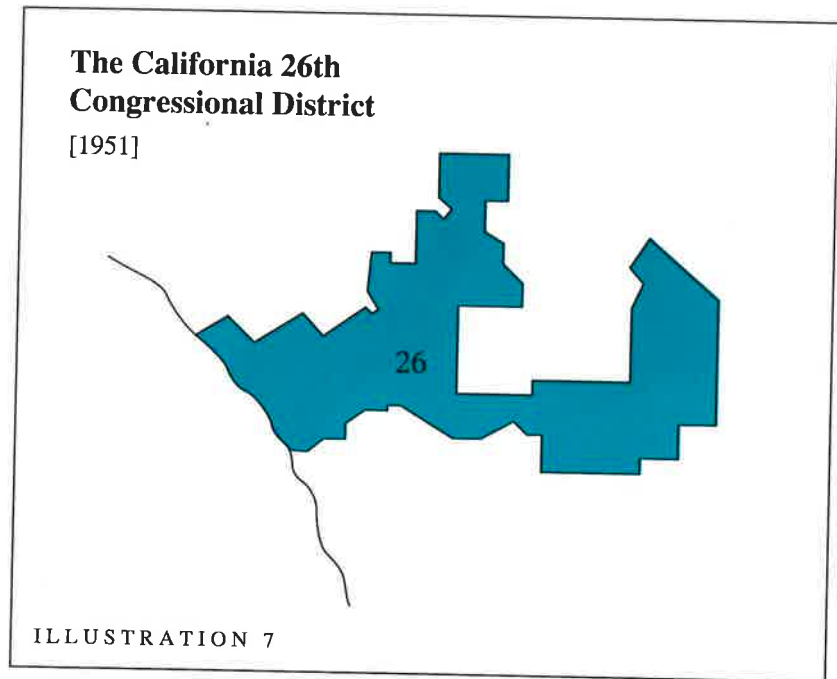 The California 26th
Congressional District
[1951]
26
ILLUSTRATION 7